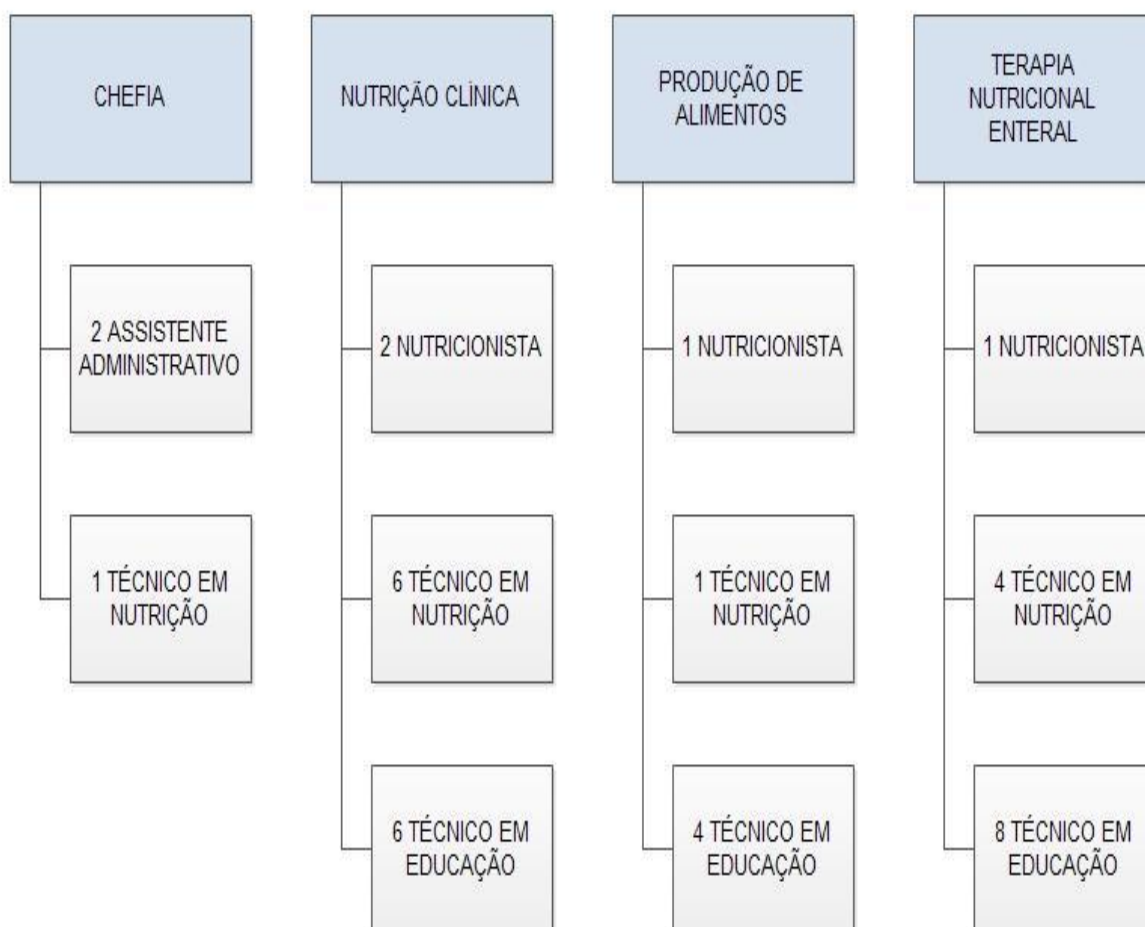 CHEFIA
NUTRIÇÃO CLÍNICA
PRODUÇÃO DE
ALIMENTOS
TERAPIA
NUTRICIONAL
ENTERAL
2 ASSISTENTE
ADMINISTRATIVO
2 NUTRICIONISTA
1 NUTRICIONISTA
1 NUTRICIONISTA
1 TÉCNICO EM
NUTRIÇÃO
6 TÉCNICO EM
NUTRIÇÃO
1 TÉCNICO EM
NUTRIÇÃO
4 TÉCNICO EM
NUTRIÇÃO
6 TÉCNICO EM
EDUCAÇÃO
4 TÉCNICO EM
EDUCAÇÃO
8 TÉCNICO EM
EDUCAÇÃO